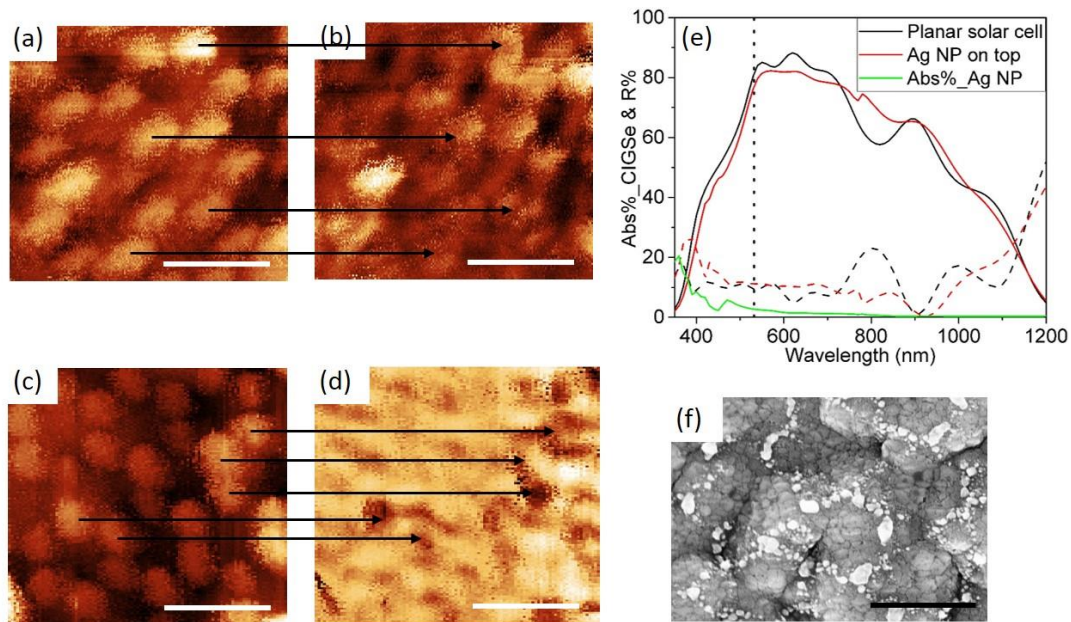 (a)
(b)
(c)
(d)
(e)
Planar solar cell
Ag NP on top
Abs%_Ag NP
Abs%_CIGSe & R%
100
80
60
40
20
0
400
600
800
1000
1200
Wavelength (nm)
(f)